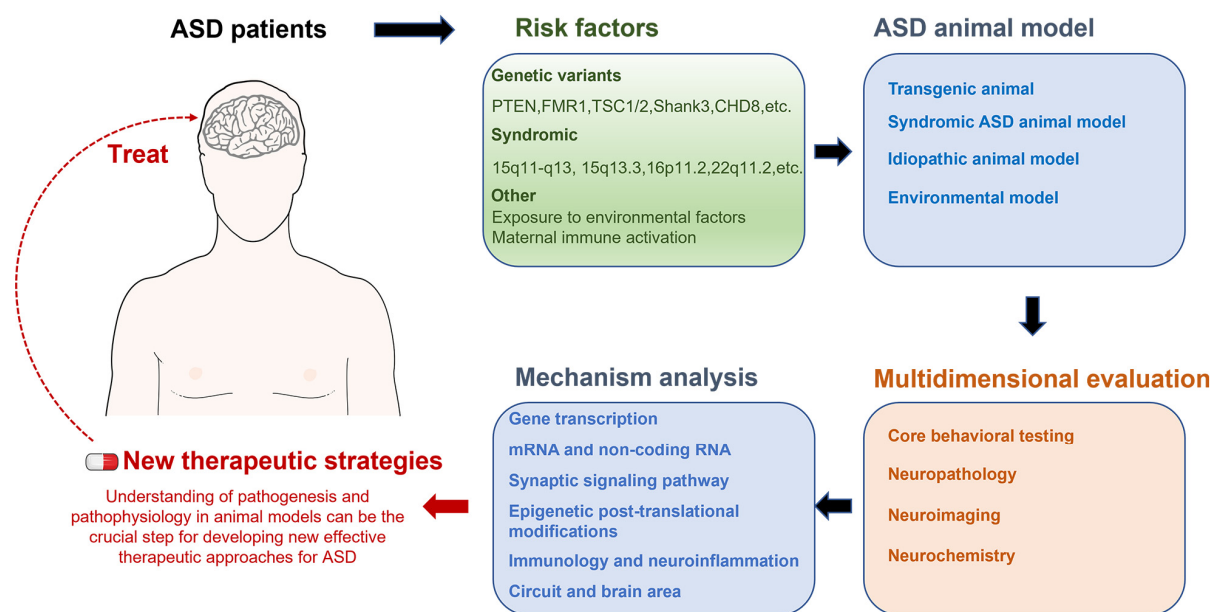 ASD patients
Risk factors
Genetic variants
PTEN,FMR1,TSC1/2,Shank3,CHD8,etc.
Syndromic
15q11-q13, 15q13.3,16p11.2,22q11.2,etc.
Other
Exposure to environmental factors
Maternal immune activation
ASD animal model
Transgenic animal
Syndromic ASD animal model
Idiopathic animal model
Environmental model
Multidimensional evaluation
Core behavioral testing
Neuropathology
Neuroimaging
Neurochemistry
Mechanism analysis
Gene transcription
mRNA and non-coding RNA
Synaptic signaling pathway
Epigenetic post-translational
modifications
Immunology and neuroinflammation
Circuit and brain area
New therapeutic strategies
Understanding of pathogenesis and
pathophysiology in animal models can be the
crucial step for developing new effective
therapeutic approaches for ASD
Treat